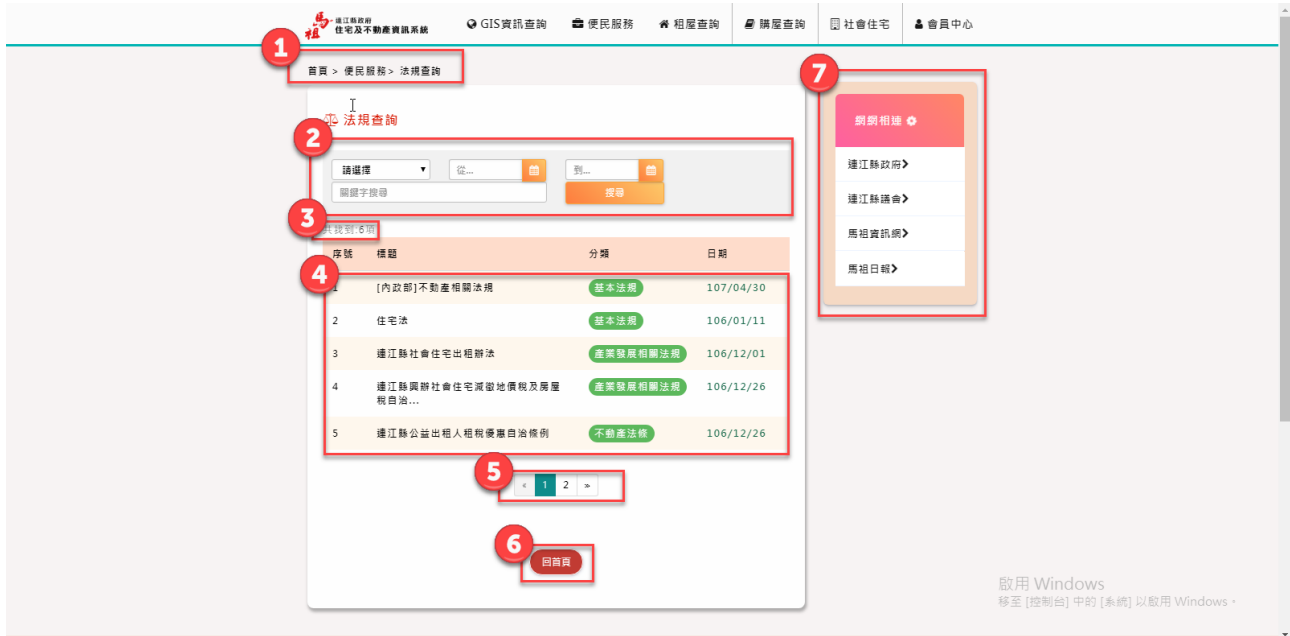 馬祖
連江縣政府
住宅及不動產資訊系統
GIS資訊查詢 便民服務 租屋查詢 購屋查詢 社會住宅 會員中心
1
首頁 > 便民服務> 法規查詢
法規查詢
2
請選擇 從... 到...
關鍵字搜尋 搜尋
3
共找到:6項
序號 標題 分類 日期
4
1 [內政部]不動產相關法規 基本法規 107/04/30
2 住宅法 基本法規 106/01/11
3 連江縣社會住宅出租辦法 產業發展相關法規 106/12/01
4 連江縣興辦社會住宅減徵地價稅及房屋
稅自治... 產業發展相關法規 106/12/26
5 連江縣公益出租人租稅優惠自治條例 不動產法條 106/12/26
5
« 1 2 »
6
回首頁
7
網網相連
連江縣政府
連江縣議會
馬祖資訊網
馬祖日報
啟用 Windows
移至 [控制台] 中的 [系統] 以啟用 Windows。